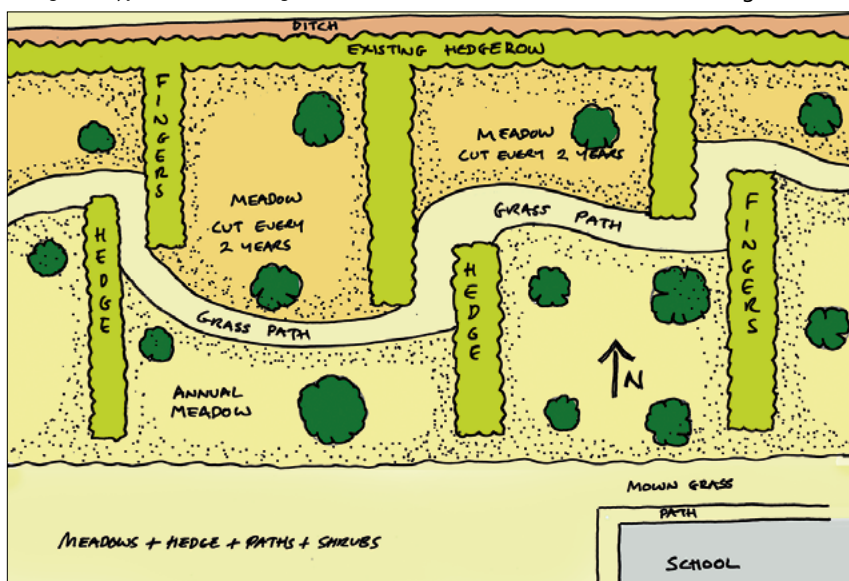 DITCH
EXISTING HEDGEROW
FINGERS
MEADOW
CUT EVERY 2 YEARS
MEADOW
CUT EVERY
2 YEARS
GRASS PATH
FINGERS
HEDGE
HEDGE
GRASS PATH
N
ANNUAL
MEADOW
MOWN GRASS
PATH
MEADOWS + HEDGE + PATHS + SHRUBS
SCHOOL